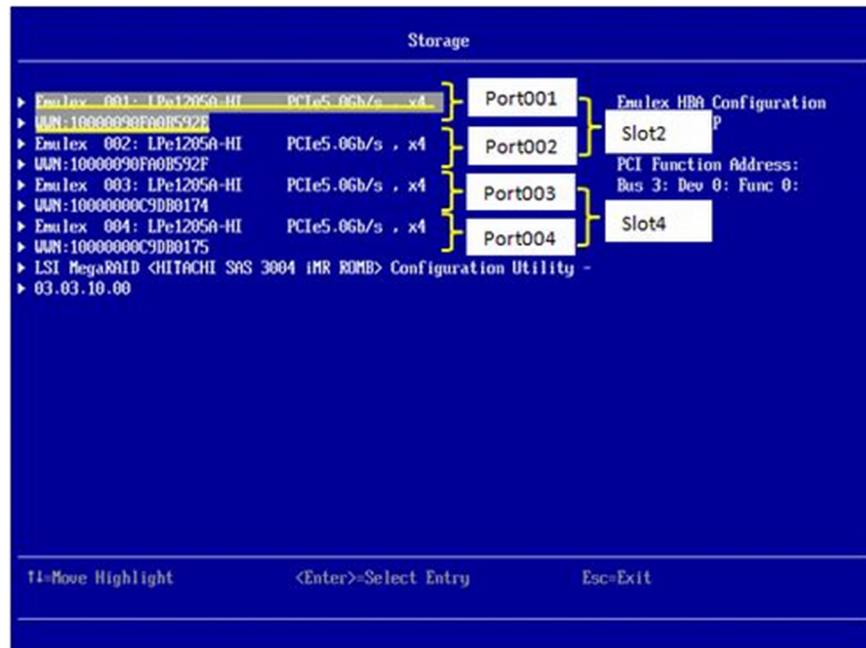 Storage
Emulex 001: LPe1205A-HI PCIe5.0Gb/s , x4
WWN:10000090FA0B592E
Emulex 002: LPe1205A-HI PCIe5.0Gb/s , x4
WWN:10000090FA0B592F
Emulex 003: LPe1205A-HI PCIe5.0Gb/s , x4
WWN:10000000C9DB0174
Emulex 004: LPe1205A-HI PCIe5.0Gb/s , x4
WWN:10000000C9DB0175
LSI MegaRAID <HITACHI SAS 3004 iMR ROMB> Configuration Utility -
03.03.10.00
Port001
Port002
Port003
Port004
Slot2
Slot4
Emulex HBA Configuration
P
PCI Function Address:
Bus 3: Dev 0: Func 0:
↑↓=Move Highlight
<Enter>=Select Entry
Esc=Exit